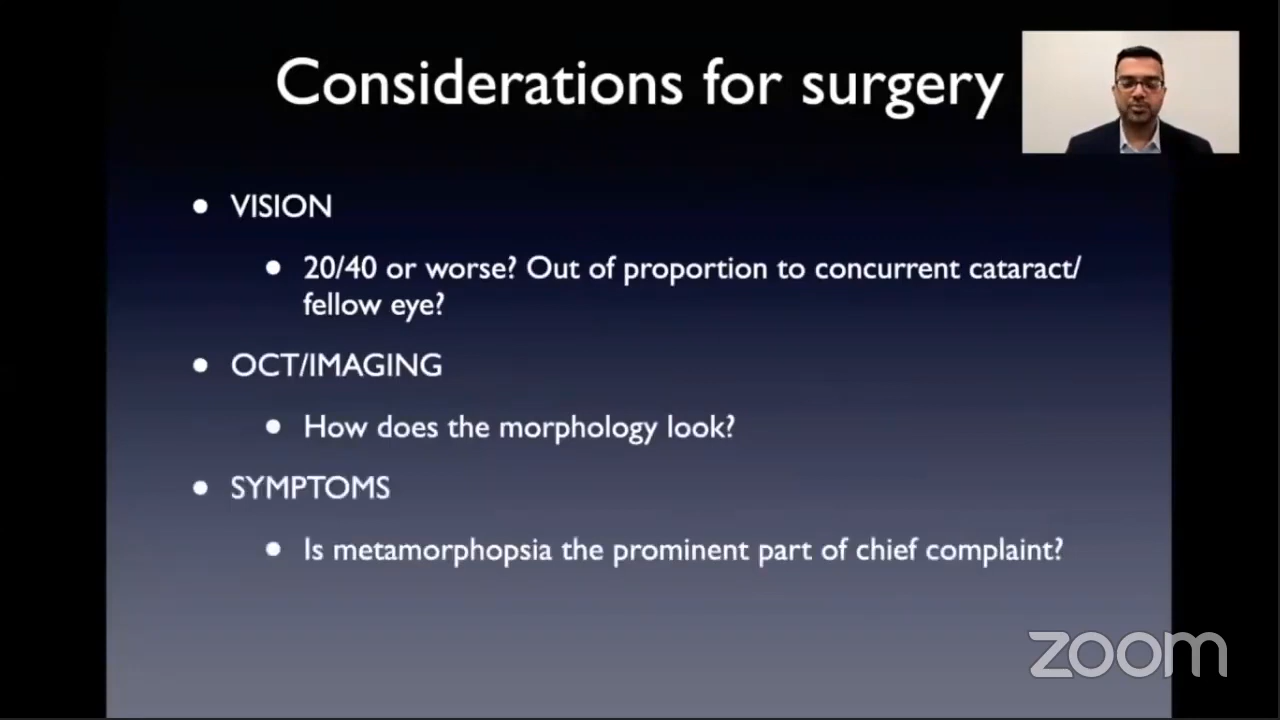 Considerations for surgery
• VISION
• 20/40 or worse? Out of proportion to concurrent cataract/
fellow eye?
• OCT/IMAGING
• How does the morphology look?
• SYMPTOMS
• Is metamorphopsia the prominent part of chief complaint?
zoom